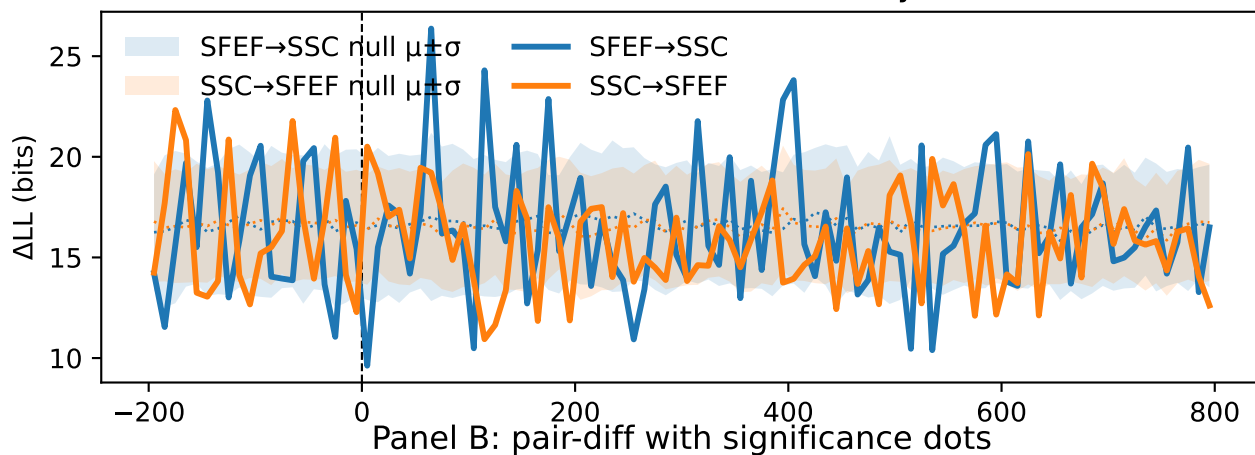 25
20
15
10
ΔLL (bits)
SFEF→SSC null μ±σ
SSC→SFEF null μ±σ
SFEF→SSC
SSC→SFEF
−200 0 200 400 600 800
Panel B: pair-diff with significance dots